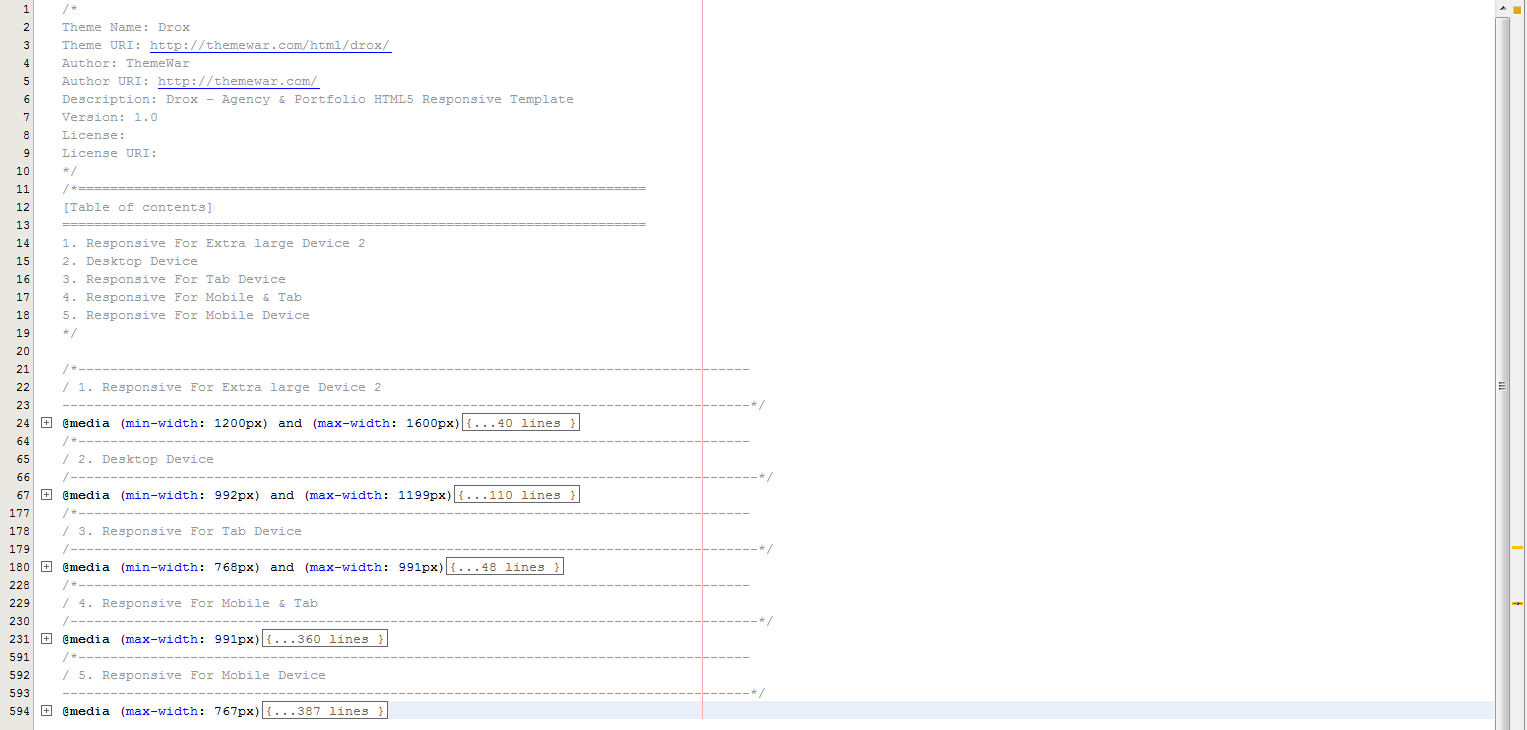 1 /*
2 Theme Name: Drox
3 Theme URI: http://themewar.com/html/drox/
4 Author: ThemeWar
5 Author URI: http://themewar.com/
6 Description: Drox - Agency & Portfolio HTML5 Responsive Template
7 Version: 1.0
8 License:
9 License URI:
10 */
11 /*=======================================================================
12 [Table of contents]
13 =========================================================================
14 1. Responsive For Extra large Device 2
15 2. Desktop Device
16 3. Responsive For Tab Device
17 4. Responsive For Mobile & Tab
18 5. Responsive For Mobile Device
19 */
20
21 /*------------------------------------------------------------------------------------
22 / 1. Responsive For Extra large Device 2
23 --------------------------------------------------------------------------------------*/
24 @media (min-width: 1200px) and (max-width: 1600px){...40 lines }
64 /*------------------------------------------------------------------------------------
65 / 2. Desktop Device
66 /--------------------------------------------------------------------------------------*/
67 @media (min-width: 992px) and (max-width: 1199px){...110 lines }
177 /*------------------------------------------------------------------------------------
178 / 3. Responsive For Tab Device
179 /--------------------------------------------------------------------------------------*/
180 @media (min-width: 768px) and (max-width: 991px){...48 lines }
228 /*------------------------------------------------------------------------------------
229 / 4. Responsive For Mobile & Tab
230 /--------------------------------------------------------------------------------------*/
231 @media (max-width: 991px){...360 lines }
591 /*------------------------------------------------------------------------------------
592 / 5. Responsive For Mobile Device
593 --------------------------------------------------------------------------------------*/
594 @media (max-width: 767px){...387 lines }